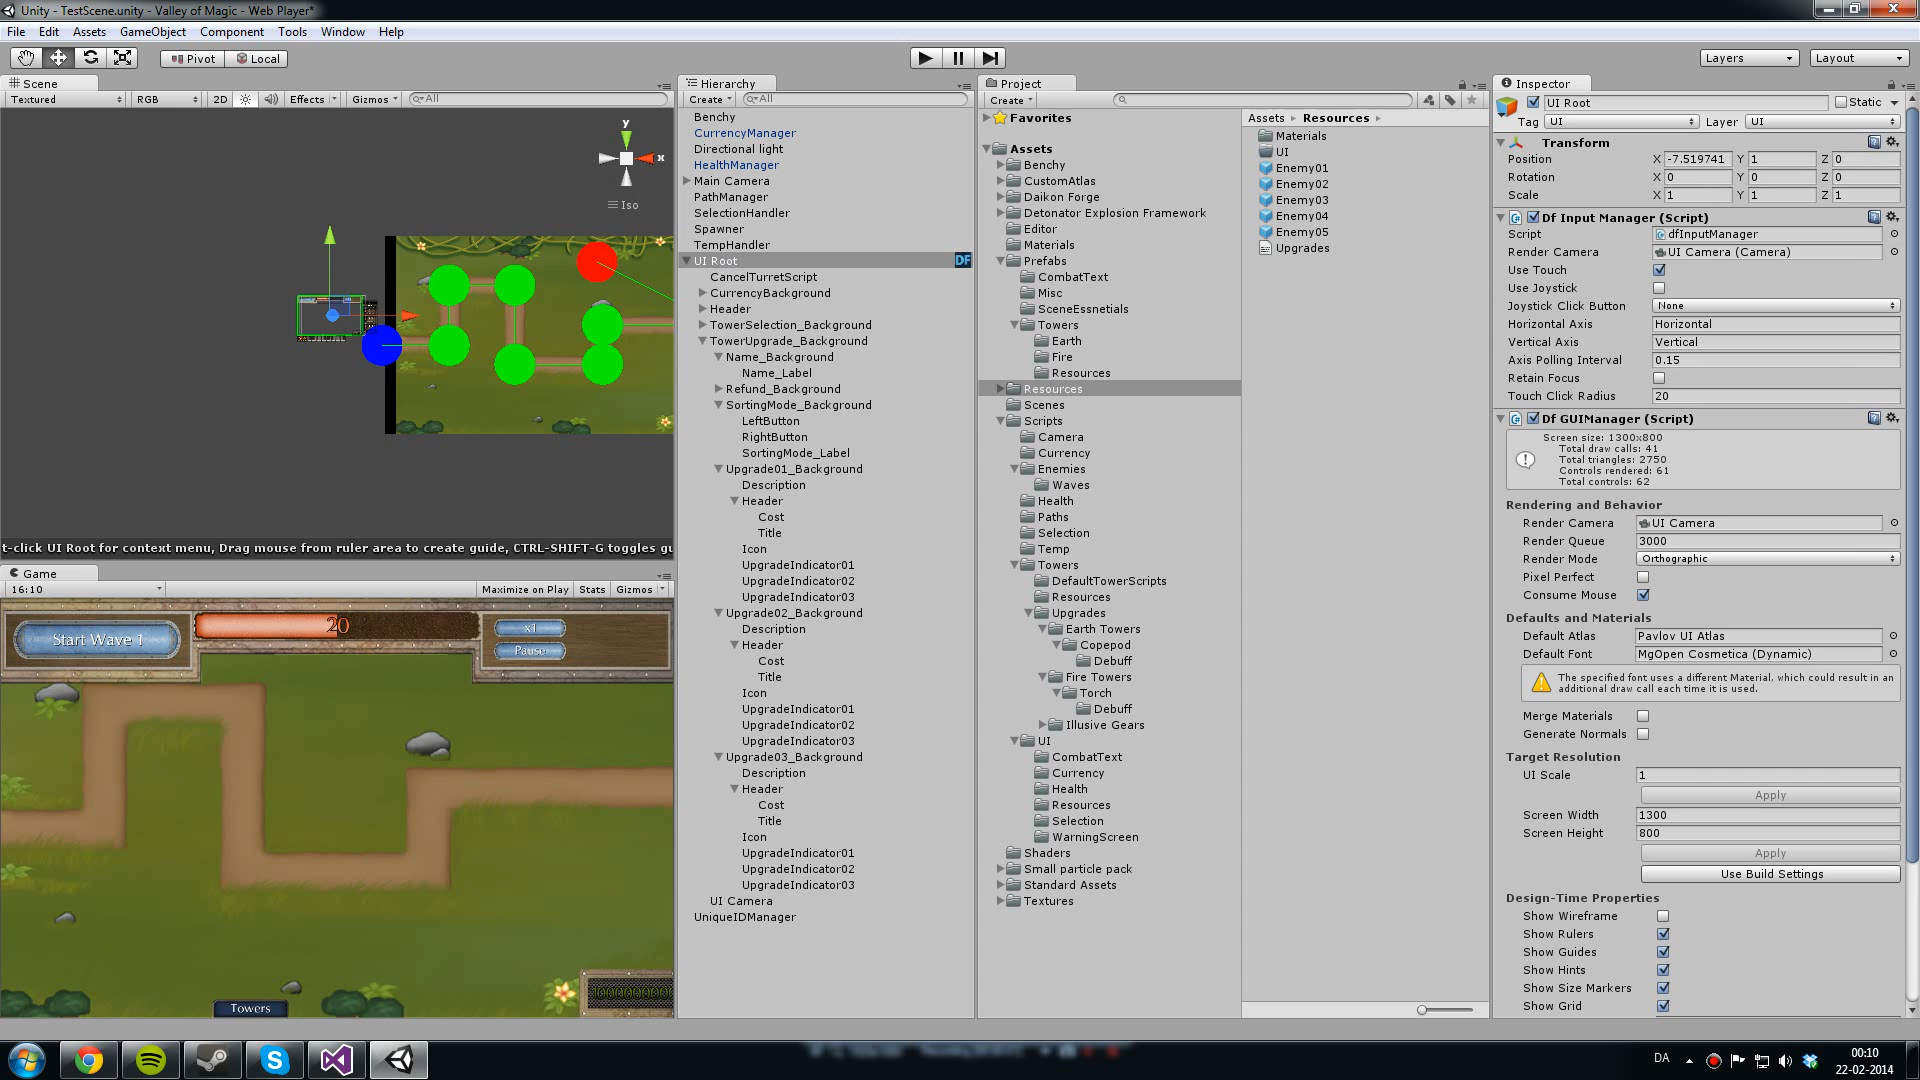 Unity - TestScene.unity - Valley of Magic - Web Player*
File Edit Assets GameObject Component Tools Window Help
Pivot Local
Layers Layout
Scene
Textured RGB 2D Effects Gizmos All
y
x
Iso
t-click UI Root for context menu, Drag mouse from ruler area to create guide, CTRL-SHIFT-G toggles gu
Game
16:10 Maximize on Play Stats Gizmos
Start Wave 1
20
x1
Pause
Towers
Hierarchy
Create All
Benchy
CurrencyManager
Directional light
HealthManager
Main Camera
PathManager
SelectionHandler
Spawner
TempHandler
UI Root DF
CancelTurretScript
CurrencyBackground
Header
TowerSelection_Background
TowerUpgrade_Background
Name_Background
Name_Label
Refund_Background
SortingMode_Background
LeftButton
RightButton
SortingMode_Label
Upgrade01_Background
Description
Header
Cost
Title
Icon
UpgradeIndicator01
UpgradeIndicator02
UpgradeIndicator03
Upgrade02_Background
Description
Header
Cost
Title
Icon
UpgradeIndicator01
UpgradeIndicator02
UpgradeIndicator03
Upgrade03_Background
Description
Header
Cost
Title
Icon
UpgradeIndicator01
UpgradeIndicator02
UpgradeIndicator03
UI Camera
UniqueIDManager
Project
Create
Favorites
Assets
Benchy
CustomAtlas
Daikon Forge
Detonator Explosion Framework
Editor
Materials
Prefabs
CombatText
Misc
SceneEssnetials
Towers
Earth
Fire
Resources
Resources
Scenes
Scripts
Camera
Currency
Enemies
Waves
Health
Paths
Selection
Temp
Towers
DefaultTowerScripts
Resources
Upgrades
Earth Towers
Copepod
Debuff
Fire Towers
Torch
Debuff
Illusive Gears
UI
CombatText
Currency
Health
Resources
Selection
WarningScreen
Shaders
Small particle pack
Standard Assets
Textures
Assets Resources
Materials
UI
Enemy01
Enemy02
Enemy03
Enemy04
Enemy05
Upgrades
Inspector
UI Root Static
Tag UI Layer UI
Transform
Position X -7.519741 Y 1 Z 0
Rotation X 0 Y 0 Z 0
Scale X 1 Y 1 Z 1
Df Input Manager (Script)
Script dfInputManager
Render Camera UI Camera (Camera)
Use Touch
Use Joystick
Joystick Click Button None
Horizontal Axis Horizontal
Vertical Axis Vertical
Axis Polling Interval 0.15
Retain Focus
Touch Click Radius 20
Df GUIManager (Script)
Screen size: 1300x800
Total draw calls: 41
Total triangles: 2750
Controls rendered: 61
Total controls: 62
Rendering and Behavior
Render Camera UI Camera
Render Queue 3000
Render Mode Orthographic
Pixel Perfect
Consume Mouse
Defaults and Materials
Default Atlas Pavlov UI Atlas
Default Font MgOpen Cosmetica (Dynamic)
The specified font uses a different Material, which could result in an
additional draw call each time it is used.
Merge Materials
Generate Normals
Target Resolution
UI Scale 1
Apply
Screen Width 1300
Screen Height 800
Apply
Use Build Settings
Design-Time Properties
Show Wireframe
Show Rulers
Show Guides
Show Hints
Show Size Markers
Show Grid
DA
00:10
22-02-2014